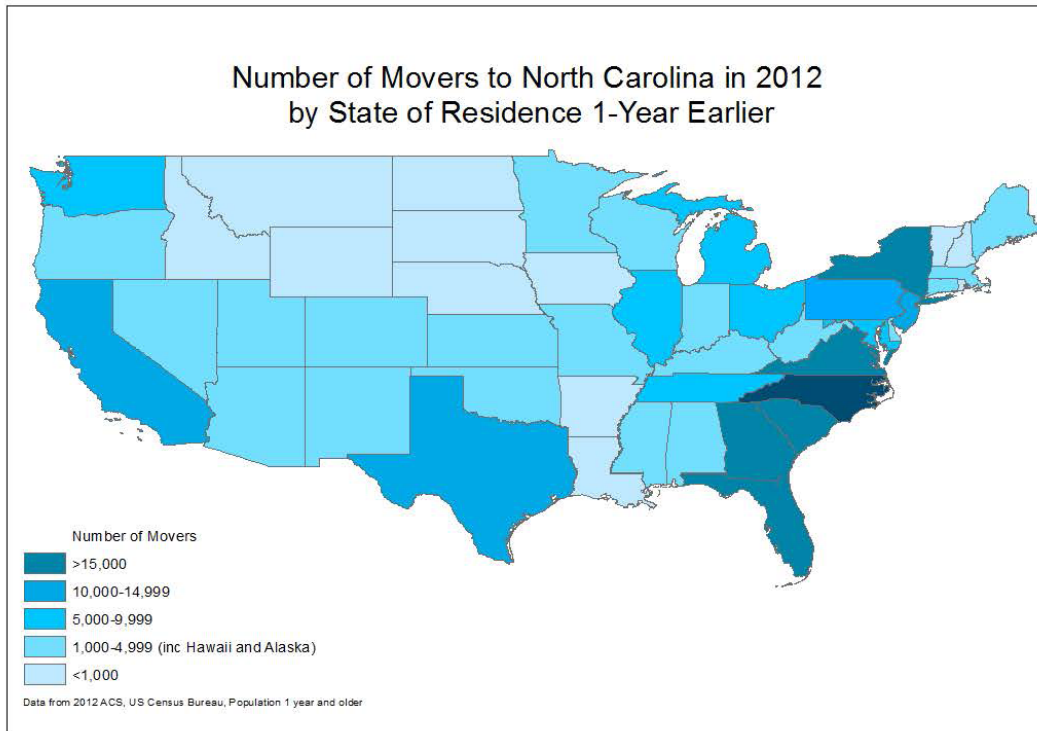 Number of Movers to North Carolina in 2012
by State of Residence 1-Year Earlier
Number of Movers
>15,000
10,000-14,999
5,000-9,999
1,000-4,999 (inc Hawaii and Alaska)
<1,000
Data from 2012 ACS, US Census Bureau, Population 1 year and older